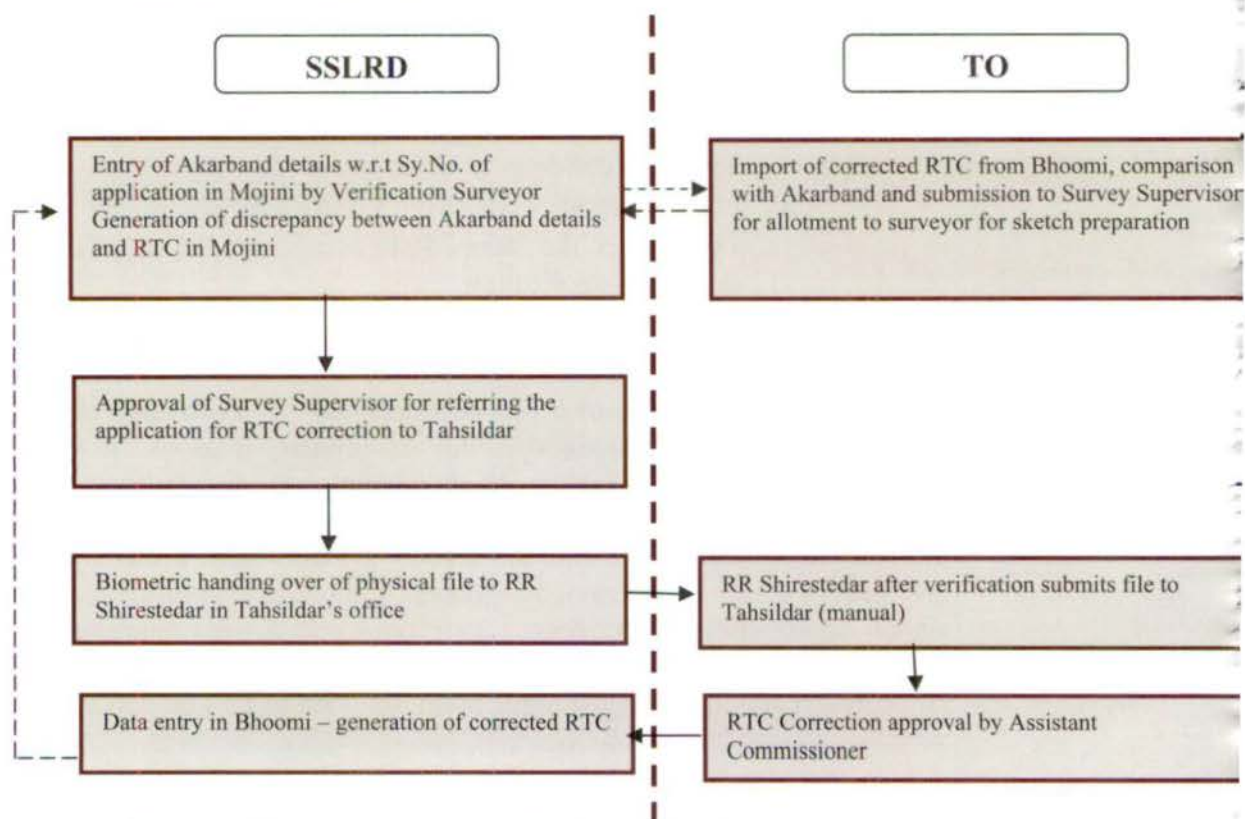 SSLRD
TO
Entry of Akarband details w.r.t Sy.No. of
application in Mojini by Verification Surveyor
Generation of discrepancy between Akarband details
and RTC in Mojini
Import of corrected RTC from Bhoomi, comparison
with Akarband and submission to Survey Supervisor
for allotment to surveyor for sketch preparation
Approval of Survey Supervisor for referring the
application for RTC correction to Tahsildar
Biometric handing over of physical file to RR
Shirestedar in Tahsildar's office
RR Shirestedar after verification submits file to
Tahsildar (manual)
Data entry in Bhoomi – generation of corrected RTC
RTC Correction approval by Assistant
Commissioner